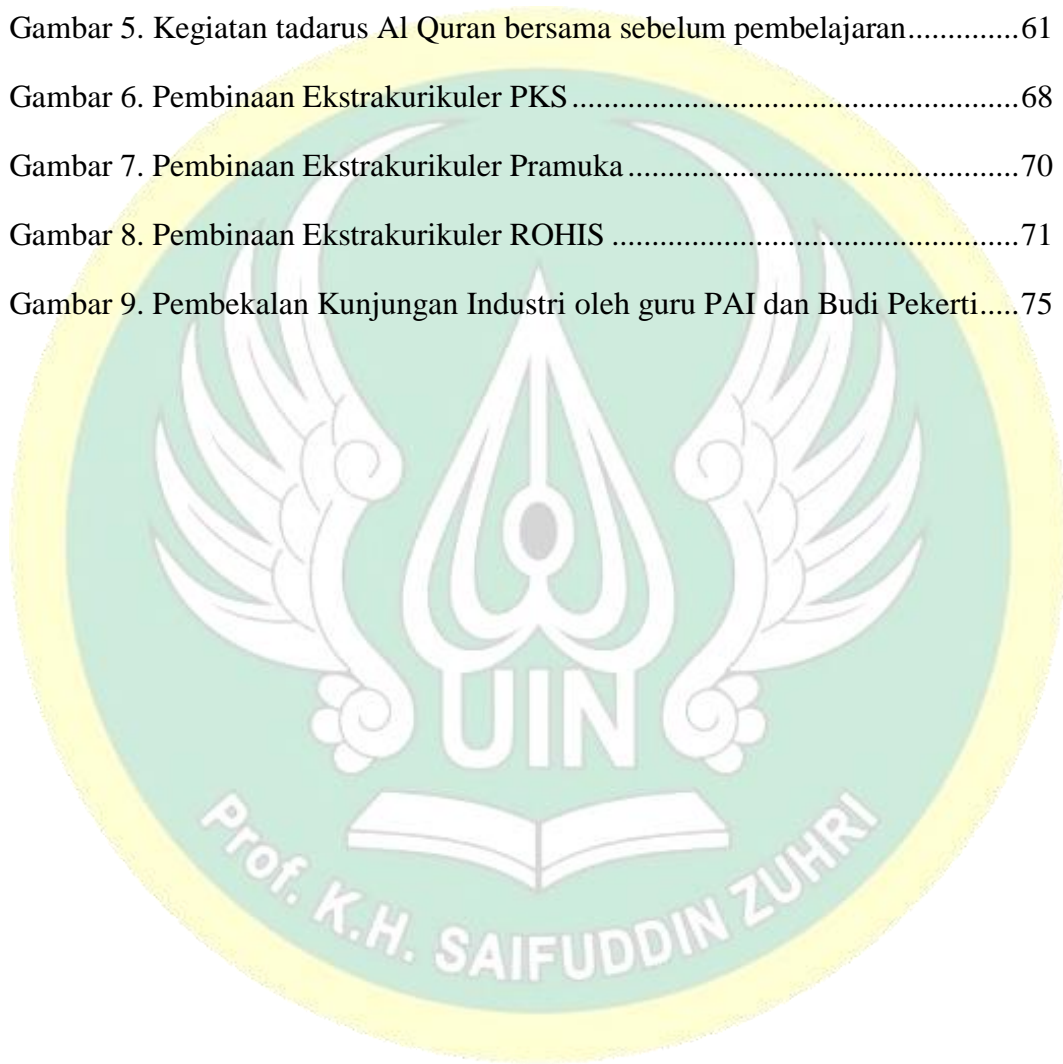 Gambar 5. Kegiatan tadarus Al Quran bersama sebelum pembelajaran..............61
Gambar 6. Pembinaan Ekstrakurikuler PKS.....................................................68
Gambar 7. Pembinaan Ekstrakurikuler Pramuka..............................................70
Gambar 8. Pembinaan Ekstrakurikuler ROHIS ................................................71
Gambar 9. Pembekalan Kunjungan Industri oleh guru PAI dan Budi Pekerti.....75
UIN
Prof. K.H. SAIFUDDIN ZUHRI